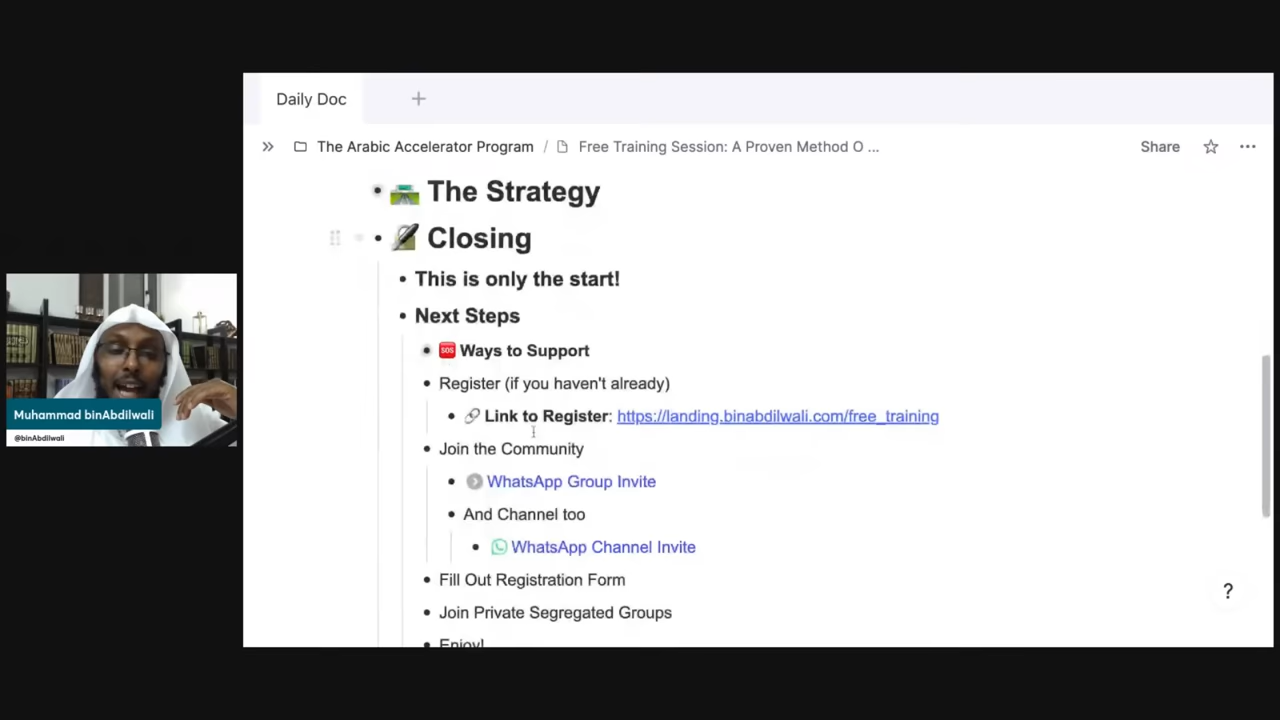 Daily Doc
The Arabic Accelerator Program / Free Training Session: A Proven Method O ...
Share
The Strategy
Closing
This is only the start!
Next Steps
SOS Ways to Support
Register (if you haven't already)
Link to Register: https://landing.binabdilwali.com/free_training
Join the Community
WhatsApp Group Invite
And Channel too
WhatsApp Channel Invite
Fill Out Registration Form
Join Private Segregated Groups
Enjoy!
?
Muhammad binAbdilwali
@binAbdilwali